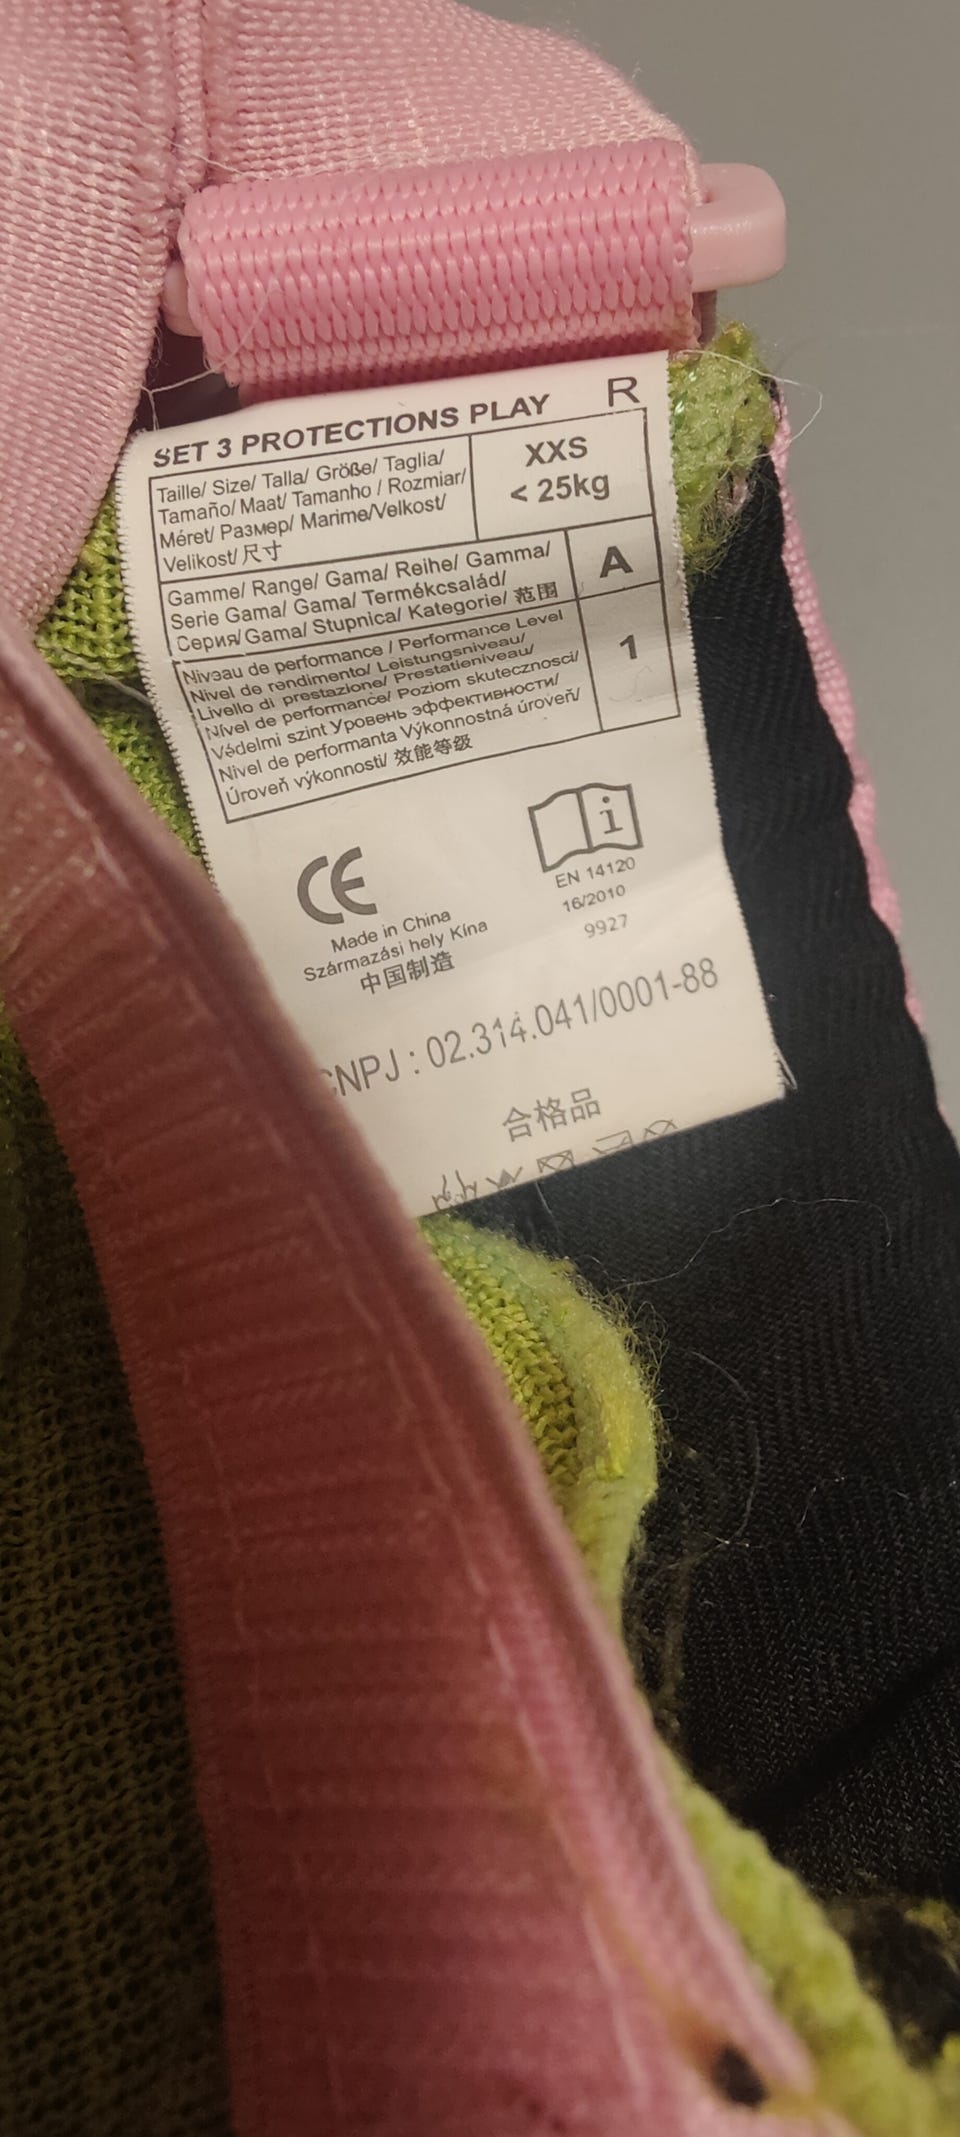 SET 3 PROTECTIONS PLAY
R
Taille/ Size/ Talla/ Größe/ Taglia/
Tamaño/ Maat/ Tamanho / Rozmiar/
Méret/ Размер/ Marime/Velkost/
Velikost/ 尺寸
XXS
< 25kg
Gamme/ Range/ Gama/ Reihe/ Gamma/
Serie Gama/ Gama/ Termékcsalád/
Серия/ Gama/ Stupnica/ Kategorie/ 范围
A
Niveau de performance / Performance Level
Nivel de rendimento/ Leistungsniveau/
Livello di prestazione/ Prestatieniveau/
Nível de performance/ Poziom skutecznosci/
Védelmi szint Уровень эффективности/
Nivel de performanta Výkonnostná úroveň/
Úroveň výkonnosti/ 效能等级
1
CE
i
EN 14120
16/2010
9927
Made in China
Származási hely Kína
中国制造
CNPJ : 02.314.041/0001-88
合格品